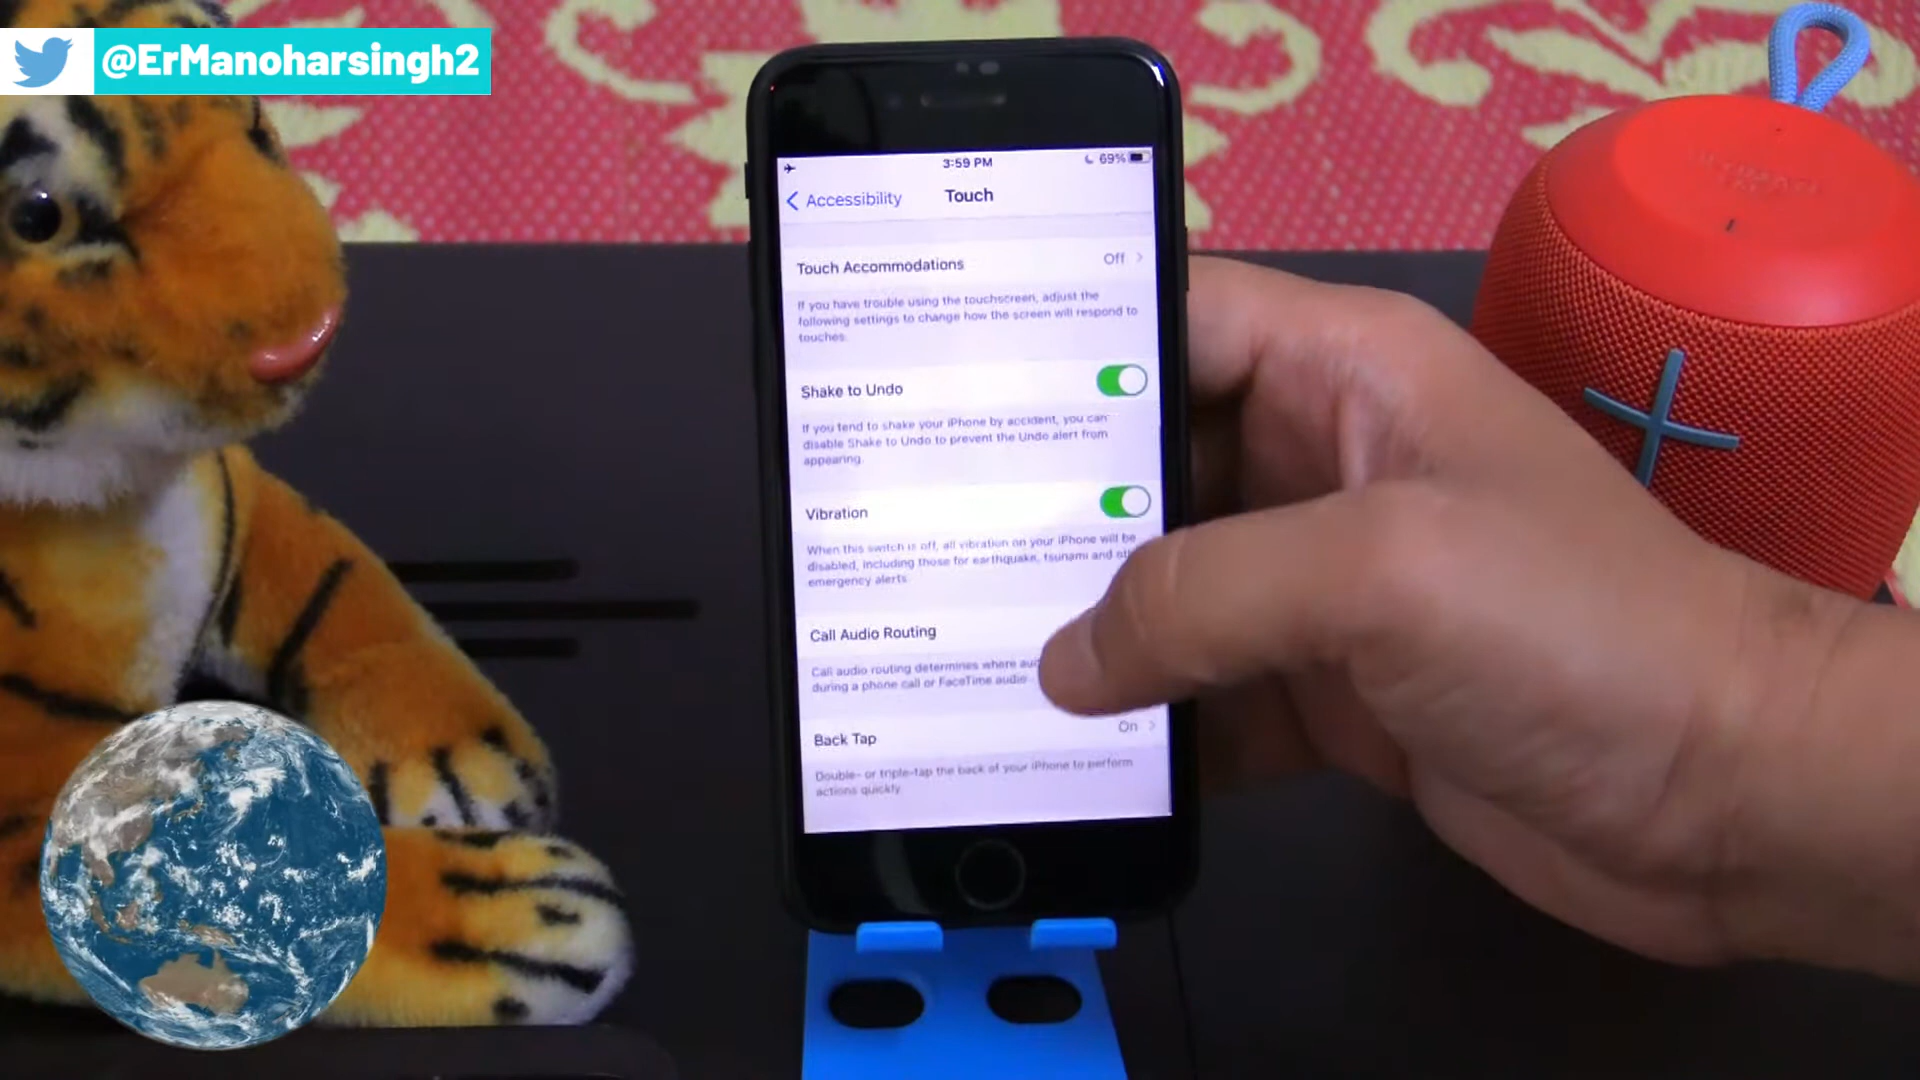 @ErManoharsingh2
3:59 PM
69%
Accessibility
Touch
Touch Accommodations
Off
If you have trouble using the touchscreen, adjust the
following settings to change how the screen will respond to
touches.
Shake to Undo
If you tend to shake your iPhone by accident, you can
disable Shake to Undo to prevent the Undo alert from
appearing.
Vibration
When this switch is off, all vibration on your iPhone will be
disabled, including those for earthquake, tsunami and
emergency alerts.
Call Audio Routing
Call audio routing determines where
during a phone call or FaceTime audio
Back Tap
On
Double- or triple-tap the back of your iPhone to perform
actions quickly.